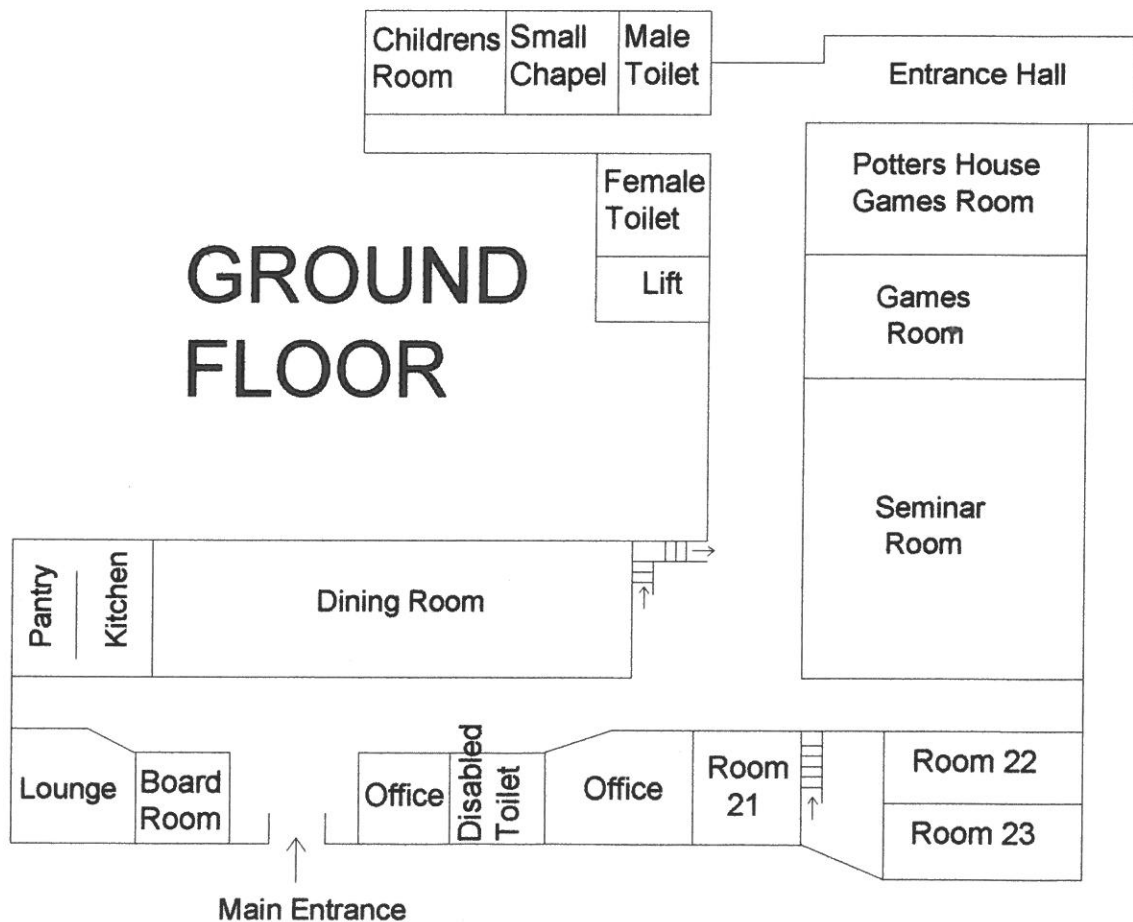 Childrens
Room
Small
Chapel
Male
Toilet
Entrance Hall
Potters House
Games Room
Female
Toilet
Lift
GROUND
FLOOR
Games
Room
Seminar
Room
Pantry
Kitchen
Dining Room
Lounge
Board
Room
Office
Disabled
Toilet
Office
Room
21
Room 22
Room 23
Main Entrance